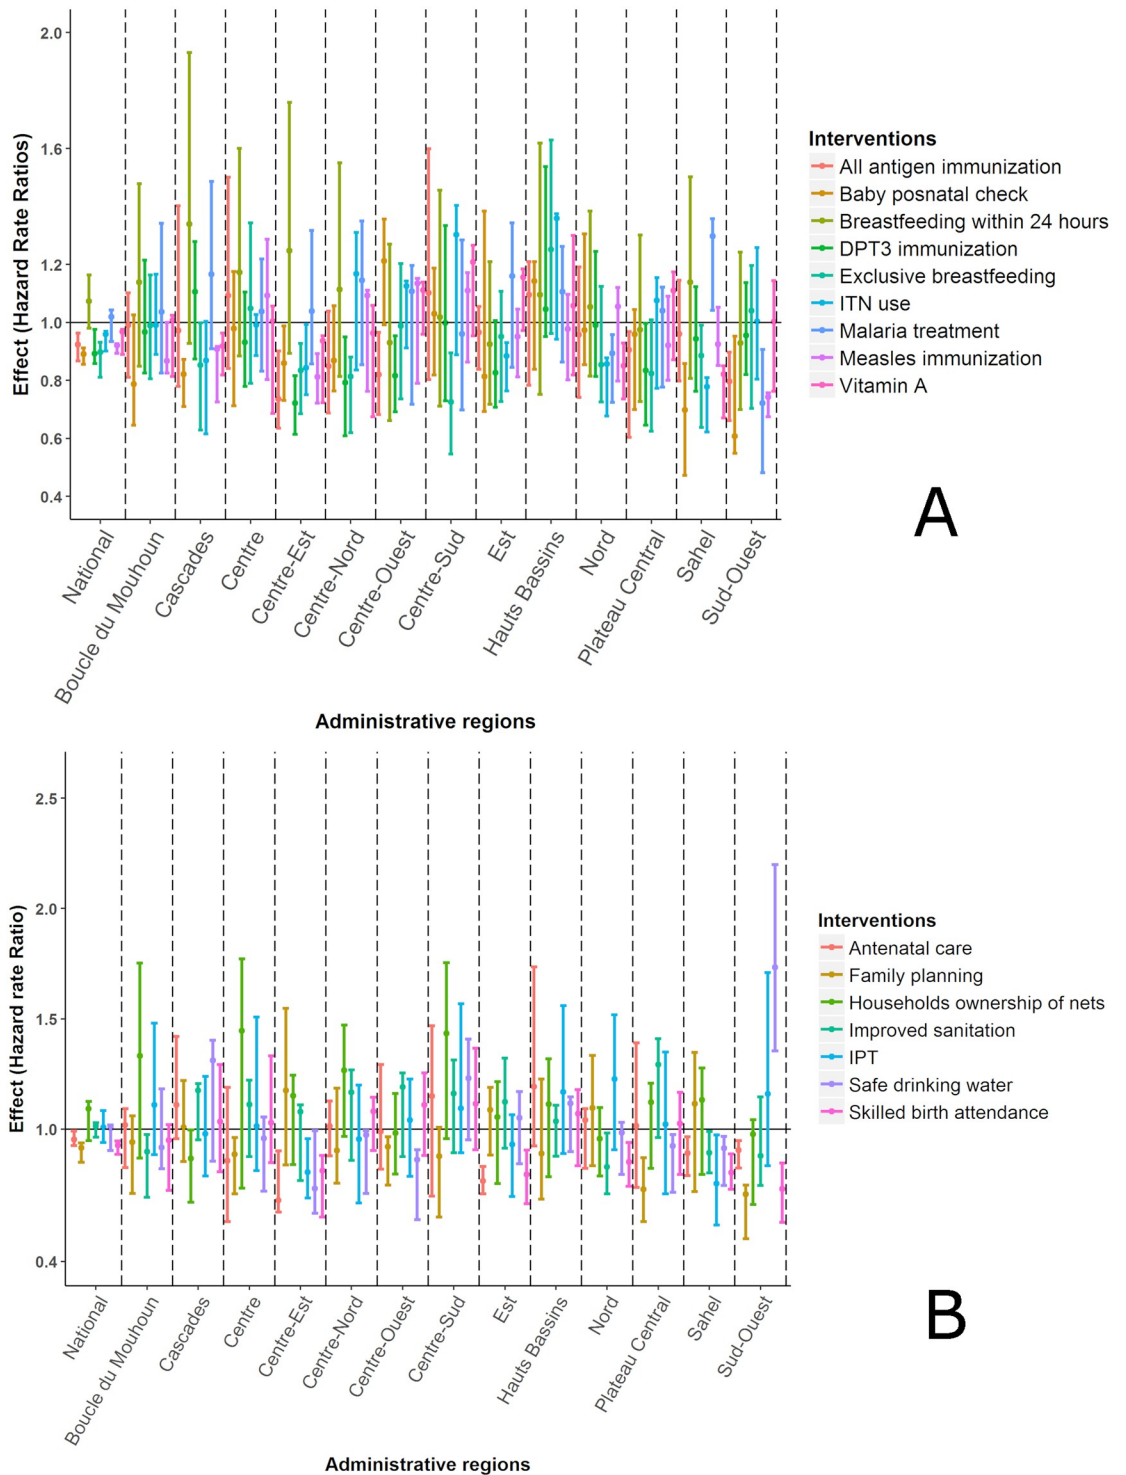 2.0
1.6
1.2
1.0
0.8
0.6
0.4
Effect (Hazard Rate Ratios)
National
Boucle du Mouhoun
Cascades
Centre
Centre-Est
Centre-Nord
Centre-Ouest
Centre-Sud
Est
Hauts Bassins
Nord
Plateau Central
Sahel
Sud-Ouest
Administrative regions
Interventions
All antigen immunization
Baby posnatal check
Breastfeeding within 24 hours
DPT3 immunization
Exclusive breastfeeding
ITN use
Malaria treatment
Measles immunization
Vitamin A
A
2.5
2.0
1.5
1.0
0.4
Effect (Hazard rate Ratio)
National
Boucle du Mouhoun
Cascades
Centre
Centre-Est
Centre-Nord
Centre-Ouest
Centre-Sud
Est
Hauts Bassins
Nord
Plateau Central
Sahel
Sud-Ouest
Administrative regions
Interventions
Antenatal care
Family planning
Households ownership of nets
Improved sanitation
IPT
Safe drinking water
Skilled birth attendance
B